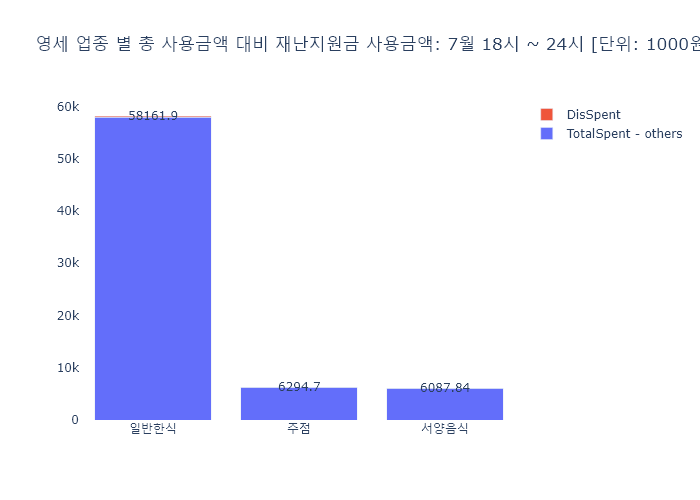 영세 업종 별 총 사용금액 대비 재난지원금 사용금액: 7월 18시 ~ 24시 [단위: 1000원
60k
50k
40k
30k
20k
10k
0
58161.9
6294.7
6087.84
일반한식
주점
서양음식
DisSpent
TotalSpent - others